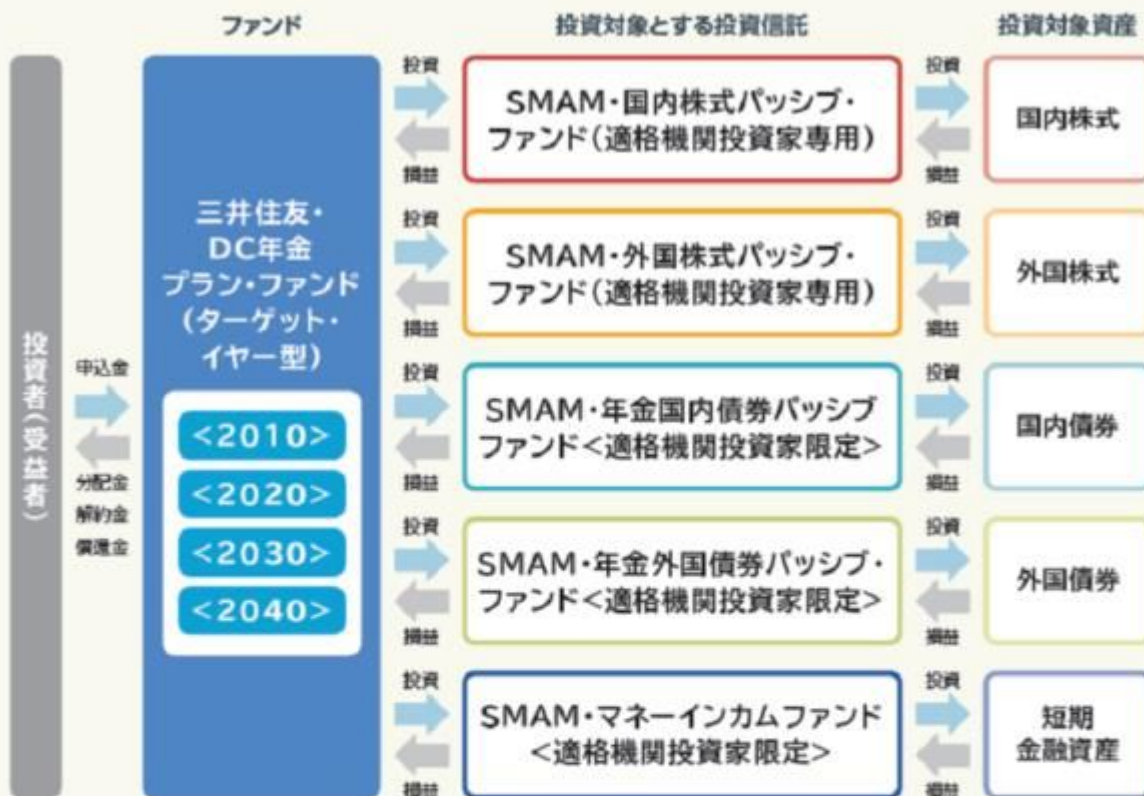 ファンド
投資対象とする投資信託
投資対象資産
投資者(受益者)
申込金
分配金
解約金
償還金
三井住友・
DC年金
プラン・ファンド
(ターゲット・
イヤー型)
<2010>
<2020>
<2030>
<2040>
投資
損益
SMAM・国内株式パッシブ・
ファンド(適格機関投資家専用)
投資
損益
国内株式
投資
損益
SMAM・外国株式パッシブ・
ファンド(適格機関投資家専用)
投資
損益
外国株式
投資
損益
SMAM・年金国内債券パッシブ
ファンド<適格機関投資家限定>
投資
損益
国内債券
投資
損益
SMAM・年金外国債券パッシブ・
ファンド<適格機関投資家限定>
投資
損益
外国債券
投資
損益
SMAM・マネーインカムファンド
<適格機関投資家限定>
投資
損益
短期
金融資産